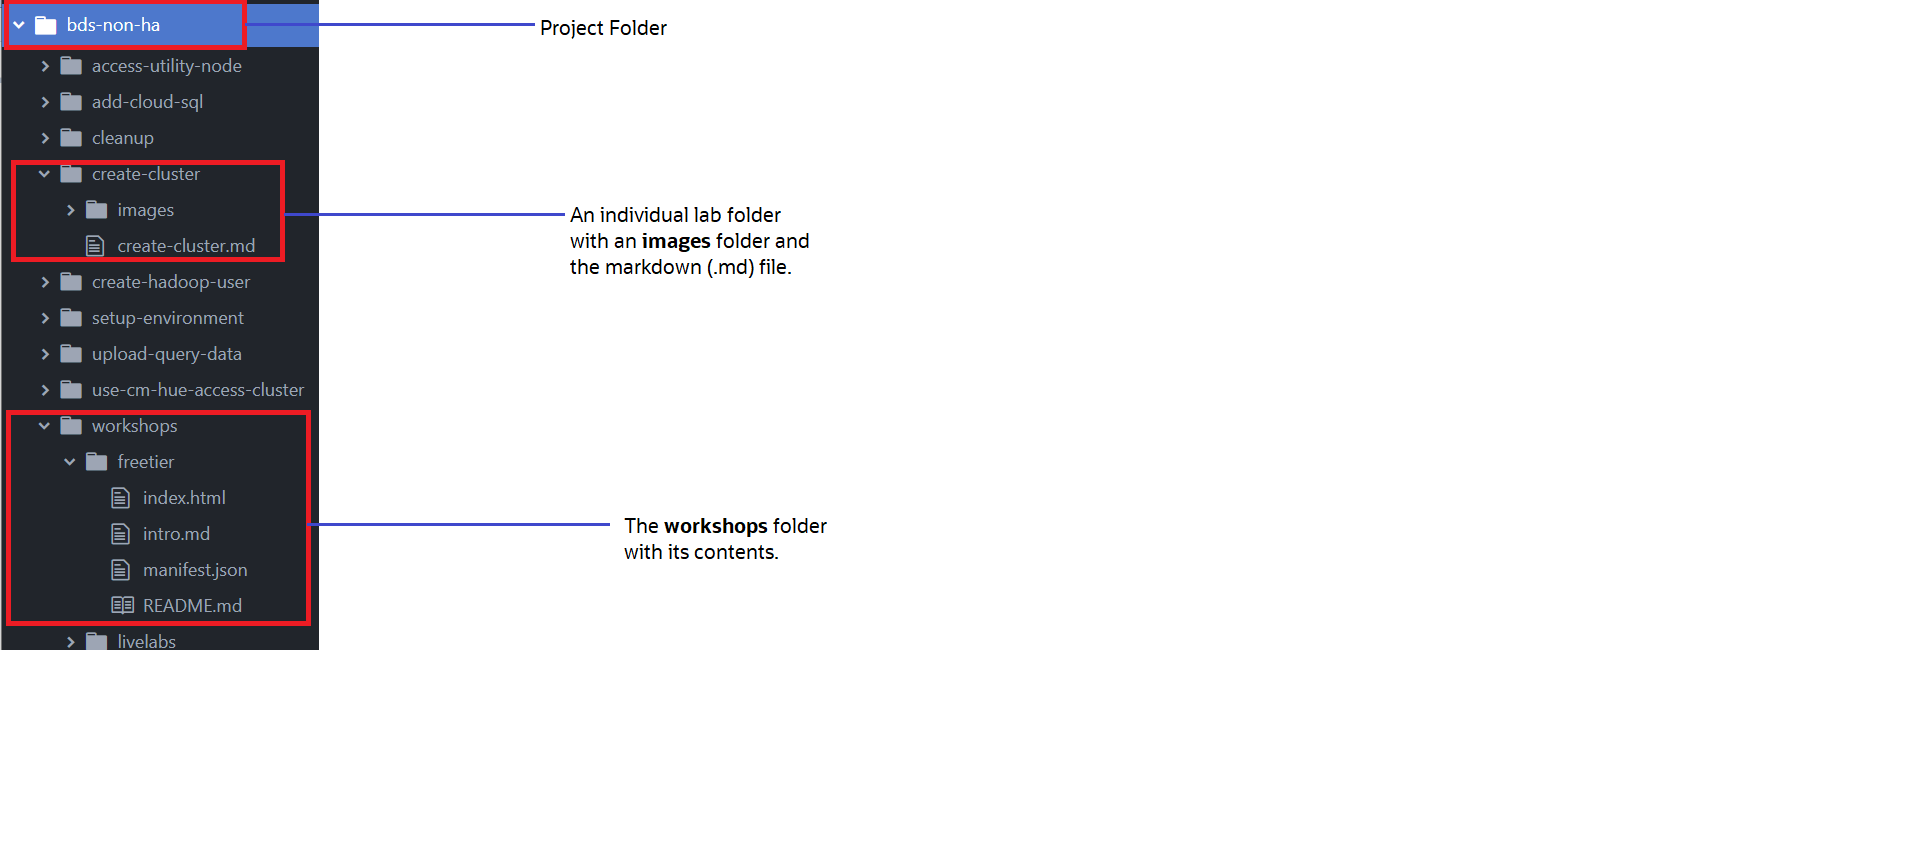 bds-non-ha
Project Folder
access-utility-node
add-cloud-sql
cleanup
create-cluster
images
create-cluster.md
An individual lab folder
with an images folder and
the markdown (.md) file.
create-hadoop-user
setup-environment
upload-query-data
use-cm-hue-access-cluster
workshops
freetier
index.html
intro.md
manifest.json
README.md
The workshops folder
with its contents.
livelabs